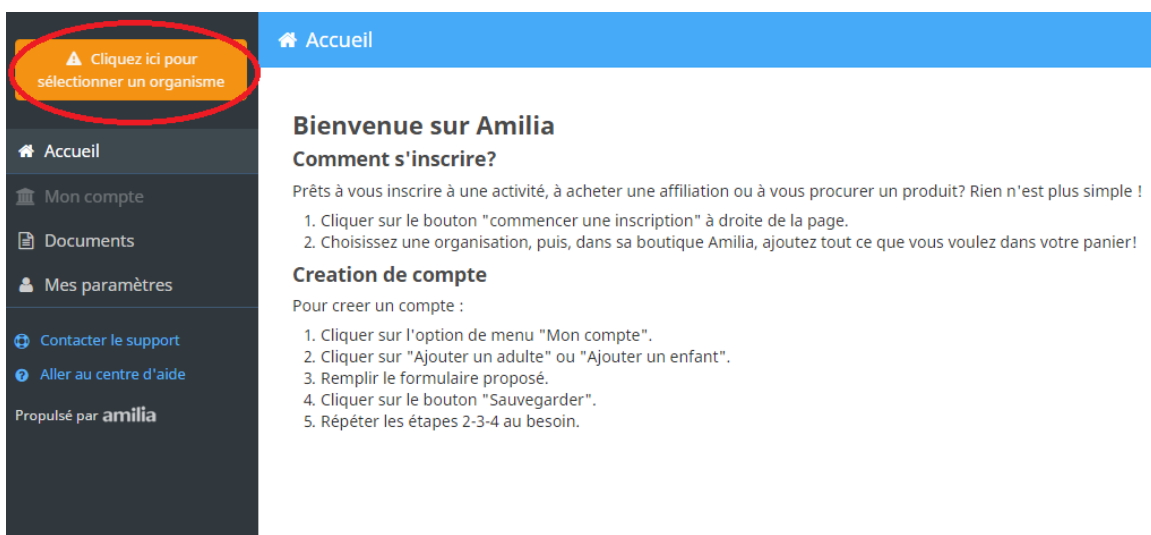 Cliquez ici pour
sélectionner un organisme
Accueil
Mon compte
Documents
Mes paramètres
Contacter le support
Aller au centre d'aide
Propulsé par amilia
Accueil
Bienvenue sur Amilia
Comment s'inscrire?
Prêts à vous inscrire à une activité, à acheter une affiliation ou à vous procurer un produit? Rien n'est plus simple !
1. Cliquer sur le bouton "commencer une inscription" à droite de la page.
2. Choisissez une organisation, puis, dans sa boutique Amilia, ajoutez tout ce que vous voulez dans votre panier!
Creation de compte
Pour creer un compte :
1. Cliquer sur l'option de menu "Mon compte".
2. Cliquer sur "Ajouter un adulte" ou "Ajouter un enfant".
3. Remplir le formulaire proposé.
4. Cliquer sur le bouton "Sauvegarder".
5. Répéter les étapes 2-3-4 au besoin.